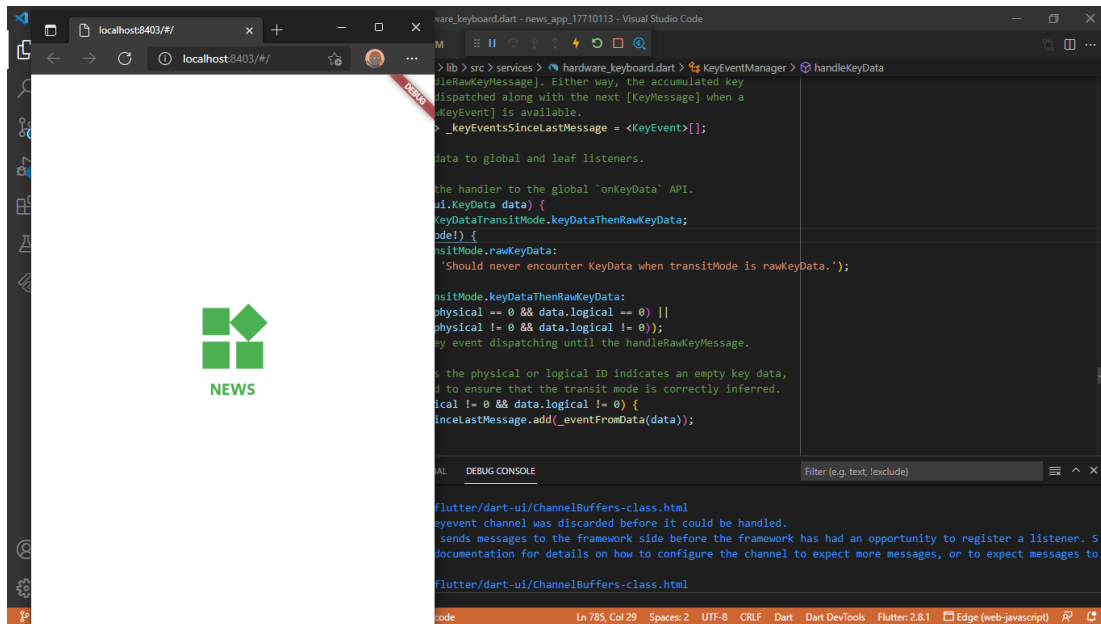 ware_keyboard.dart - news_app_17710113 - Visual Studio Code
localhost:8403/#/
M
localhost:8403/#/
> lib > src > services > hardware_keyboard.dart > KeyEventManager > handleKeyData
DEBUG
dleRawKeyMessage]. Either way, the accumulated key
dispatched along with the next [KeyMessage] when a
wKeyEvent] is available.
> _keyEventsSinceLastMessage = <KeyEvent>[];
data to global and leaf listeners.
the handler to the global `onKeyData` API.
ui.KeyData data) {
KeyDataTransitMode.keyDataThenRawKeyData;
ode!) {
nsitMode.rawKeyData:
'Should never encounter KeyData when transitMode is rawKeyData.');
nsitMode.keyDataThenRawKeyData:
physical == 0 && data.logical == 0) ||
physical != 0 && data.logical != 0));
ey event dispatching until the handleRawKeyMessage.
s the physical or logical ID indicates an empty key data,
d to ensure that the transit mode is correctly inferred.
ical != 0 && data.logical != 0) {
inceLastMessage.add(_eventFromData(data));
NEWS
NAL DEBUG CONSOLE
Filter (e.g. text, !exclude)
flutter/dart-ui/ChannelBuffers-class.html
eyevent channel was discarded before it could be handled.
sends messages to the framework side before the framework has had an opportunity to register a listener. S
documentation for details on how to configure the channel to expect more messages, or to expect messages to
flutter/dart-ui/ChannelBuffers-class.html
code Ln 785, Col 29 Spaces: 2 UTF-8 CRLF Dart Dart DevTools Flutter: 2.8.1 Edge (web-javascript)